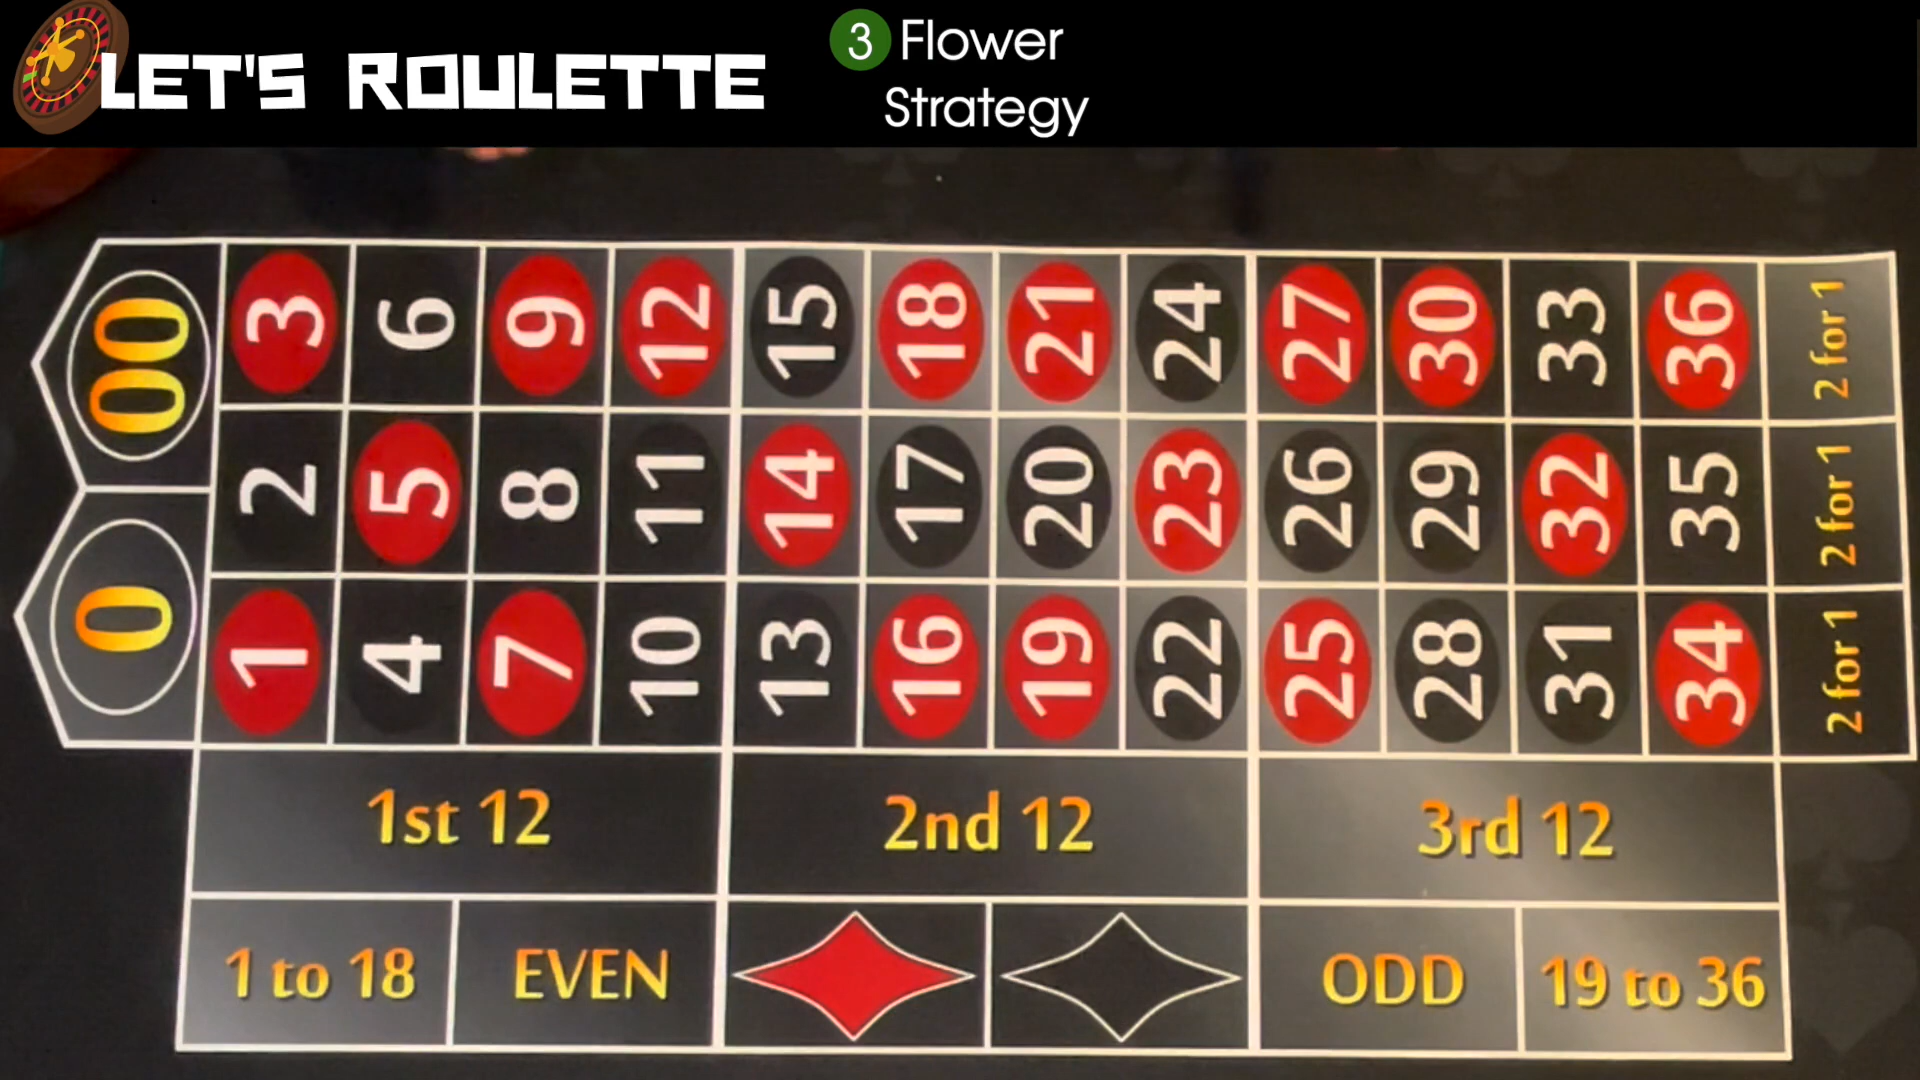 LET'S ROULETTE
3 Flower
Strategy
00 3 6 9 12 15 18 21 24 27 30 33 36 2 for 1
2 5 8 11 14 17 20 23 26 29 32 35 2 for 1
0 1 4 7 10 13 16 19 22 25 28 31 34 2 for 1
1st 12 2nd 12 3rd 12
1 to 18 EVEN ODD 19 to 36